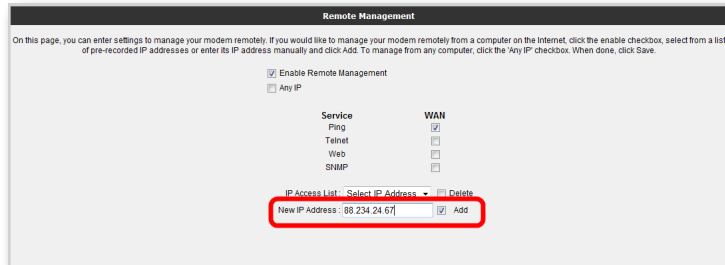 Remote Management
On this page, you can enter settings to manage your modem remotely. If you would like to manage your modem remotely from a computer on the Internet, click the enable checkbox, select from a list
of pre-recorded IP addresses or enter its IP address manually and click Add. To manage from any computer, click the 'Any IP' checkbox. When done, click Save.
Enable Remote Management
Any IP
Service WAN
Ping
Telnet
Web
SNMP
IP Access List: Select IP Address Delete
New IP Address : 88.234.24.67 Add